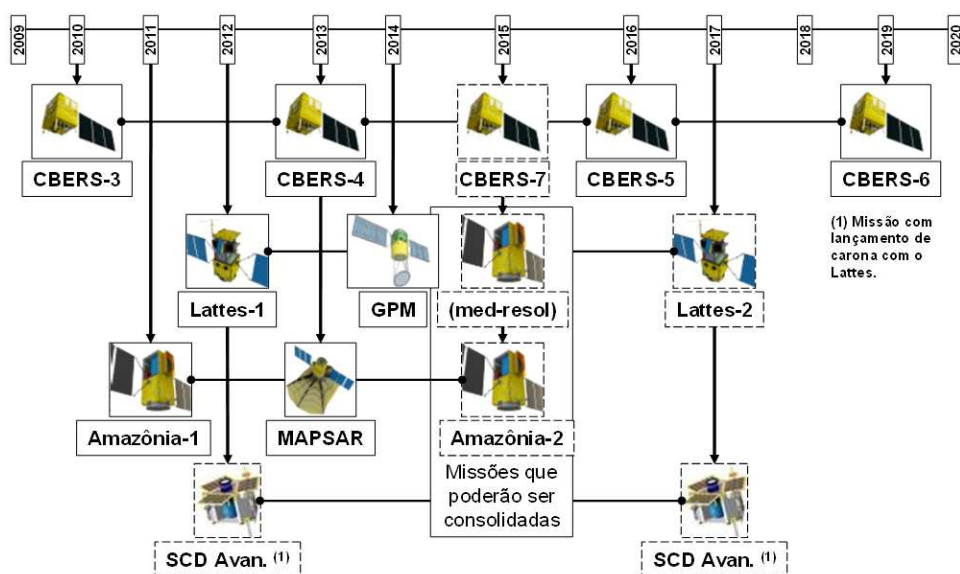 2009
2010
2011
2012
2013
2014
2015
2016
2017
2018
2019
2020
CBERS-3
CBERS-4
CBERS-7
CBERS-5
CBERS-6
(1) Missão com
lançamento de
carona com o
Lattes.
Lattes-1
GPM
(med-resol)
Lattes-2
Amazônia-1
MAPSAR
Amazônia-2
Missões que
poderão ser
consolidadas
SCD Avan. (1)
SCD Avan. (1)